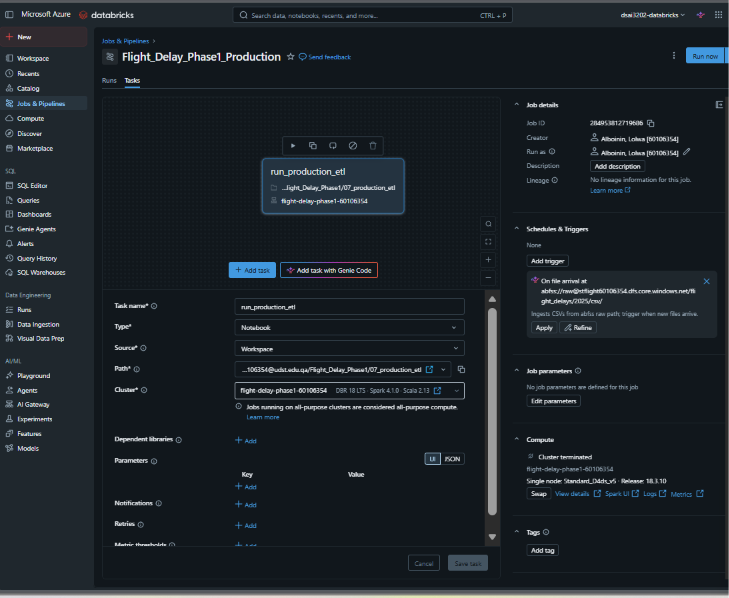 Microsoft Azure databricks
Search data, notebooks, recents, and more...
CTRL + P
dsai3202-databricks
New
Workspace
Recents
Catalog
Jobs & Pipelines
Compute
Discover
Marketplace
SQL
SQL Editor
Queries
Dashboards
Genie Agents
Alerts
Query History
SQL Warehouses
Data Engineering
Runs
Data Ingestion
Visual Data Prep
AI/ML
Playground
Agents
AI Gateway
Experiments
Features
Models
Jobs & Pipelines >
Flight_Delay_Phase1_Production
Send feedback
Run now
Runs
Tasks
run_production_etl
...light_Delay_Phase1/07_production_etl
flight-delay-phase1-60106354
+ Add task
Add task with Genie Code
Task name*
run_production_etl
Type*
Notebook
Source*
Workspace
Path*
...106354@udst.edu.qa/Flight_Delay_Phase1/07_production_etl
Cluster*
flight-delay-phase1-60106354 DBR 18 LTS · Spark 4.1.0 · Scala 2.13
Jobs running on all-purpose clusters are considered all-purpose compute.
Learn more
Dependent libraries
+ Add
Parameters
UI
JSON
Key
Value
+ Add
Notifications
+ Add
Retries
+ Add
Metric thresholds
+ Add
Cancel
Save task
Job details
Job ID
284953812719686
Creator
Alboinin, Lolwa [60106354]
Run as
Alboinin, Lolwa [60106354]
Description
Add description
Lineage
No lineage information for this job.
Learn more
Schedules & Triggers
None
Add trigger
On file arrival at
abfss://raw@stflight60106354.dfs.core.windows.net/fli
ght_delays/2025/csv/
Ingests CSVs from abfss raw path; trigger when new files arrive.
Apply
Refine
Job parameters
No job parameters are defined for this job
Edit parameters
Compute
Cluster terminated
flight-delay-phase1-60106354
Single node: Standard_D4ds_v5 · Release: 18.3.10
Swap
View details
Spark UI
Logs
Metrics
Tags
Add tag